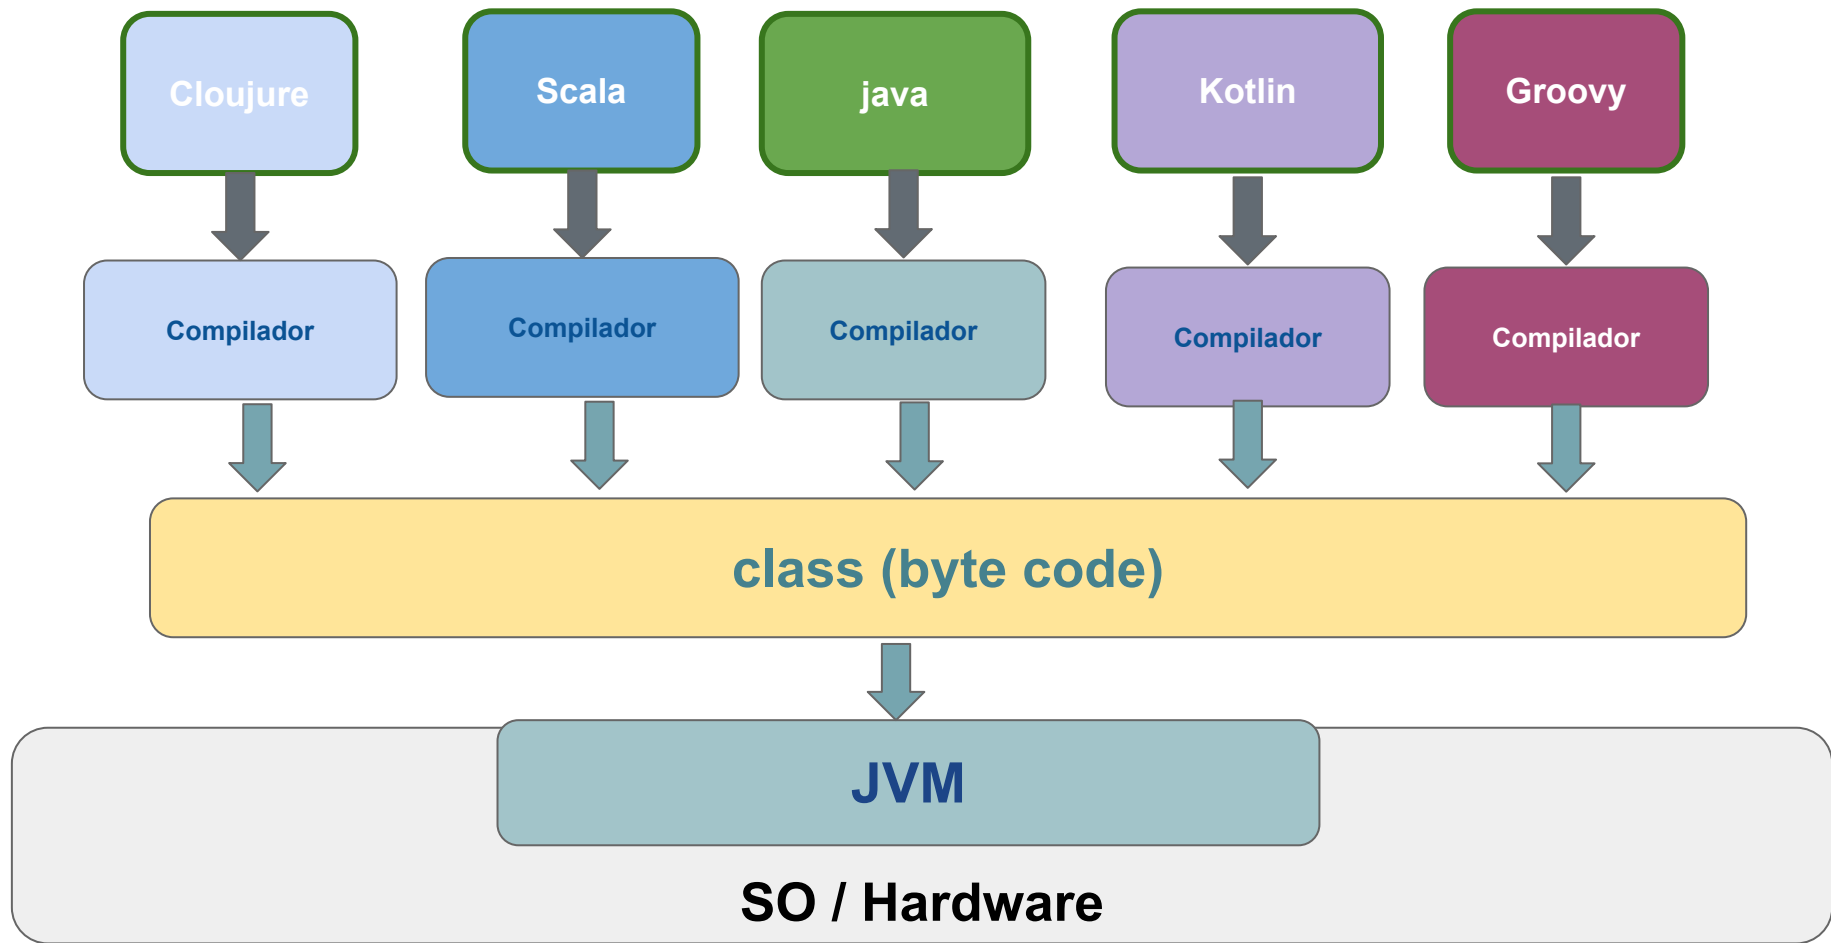 Cloujure
Scala
java
Kotlin
Groovy
Compilador
Compilador
Compilador
Compilador
Compilador
class (byte code)
JVM
SO / Hardware